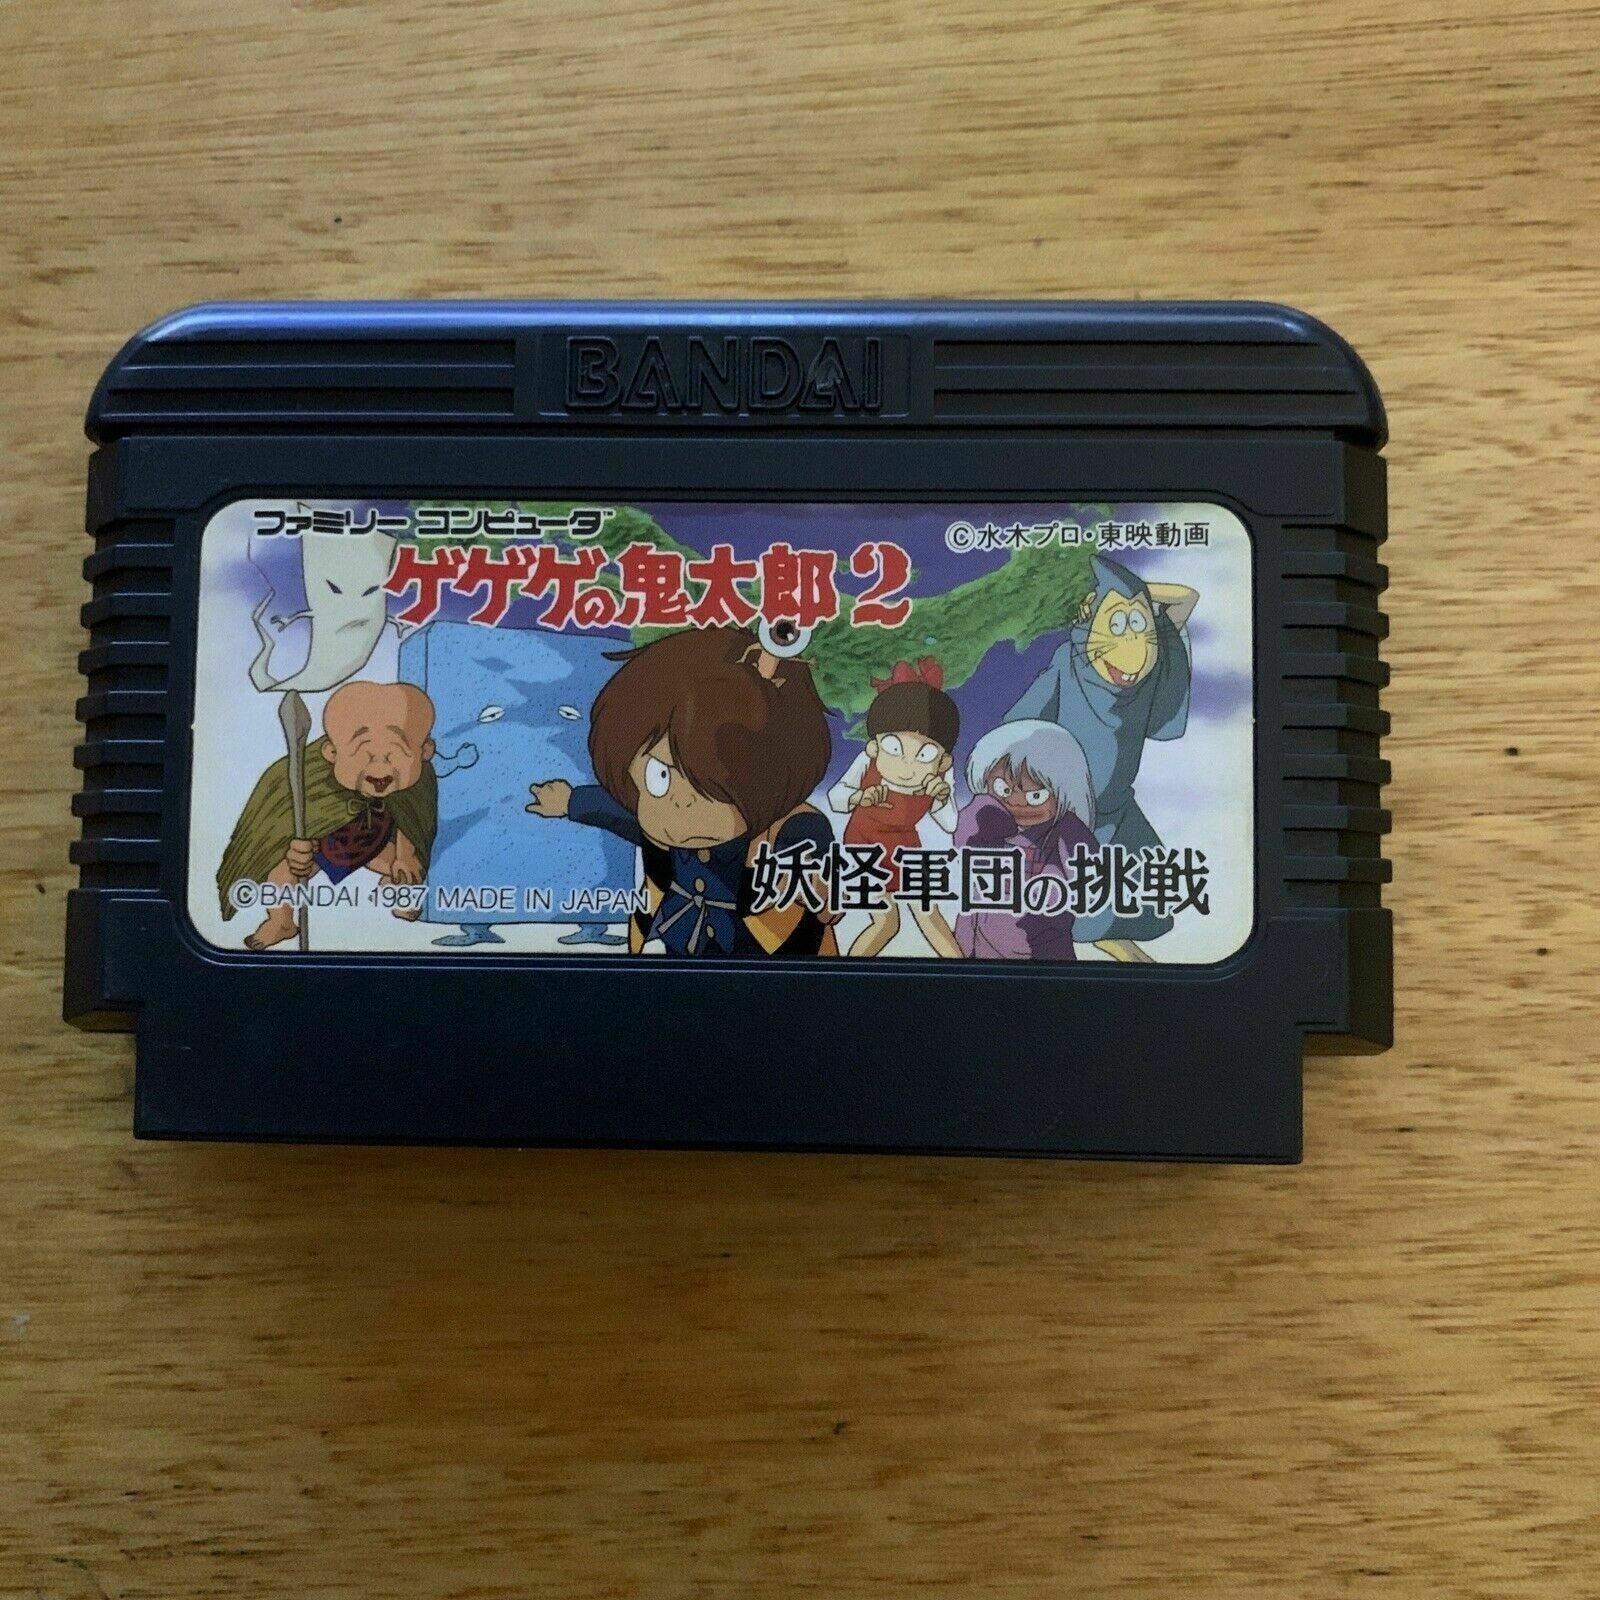 BANDAI
ファミリー コンピュータ™
©水木プロ・東映動画
ゲゲゲの鬼太郎2
©BANDAI 1987 MADE IN JAPAN
妖怪軍団の挑戦